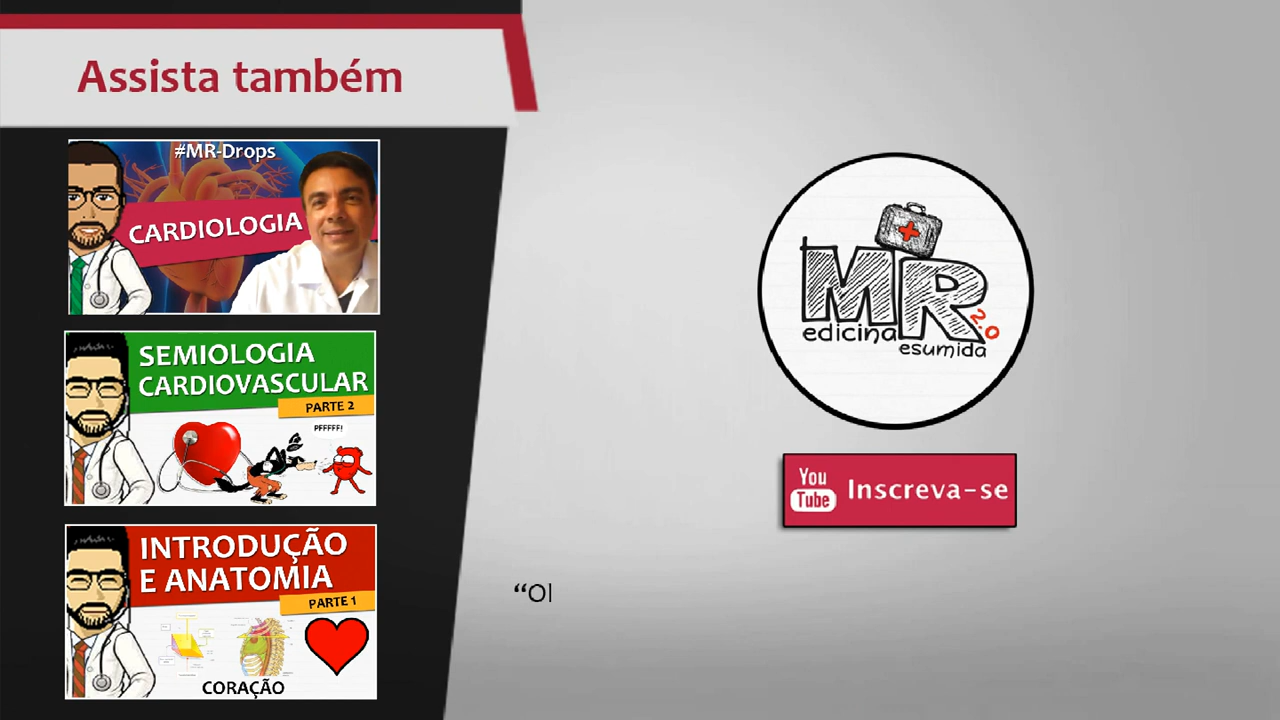 Assista também
#MR-Drops
CARDIOLOGIA
SEMIOLOGIA
CARDIOVASCULAR
PARTE 2
PFFFFF!
INTRODUÇÃO
E ANATOMIA
PARTE 1
CORAÇÃO
MR
2.0
edicina
esumida
You
Tube
Inscreva-se
“Ol